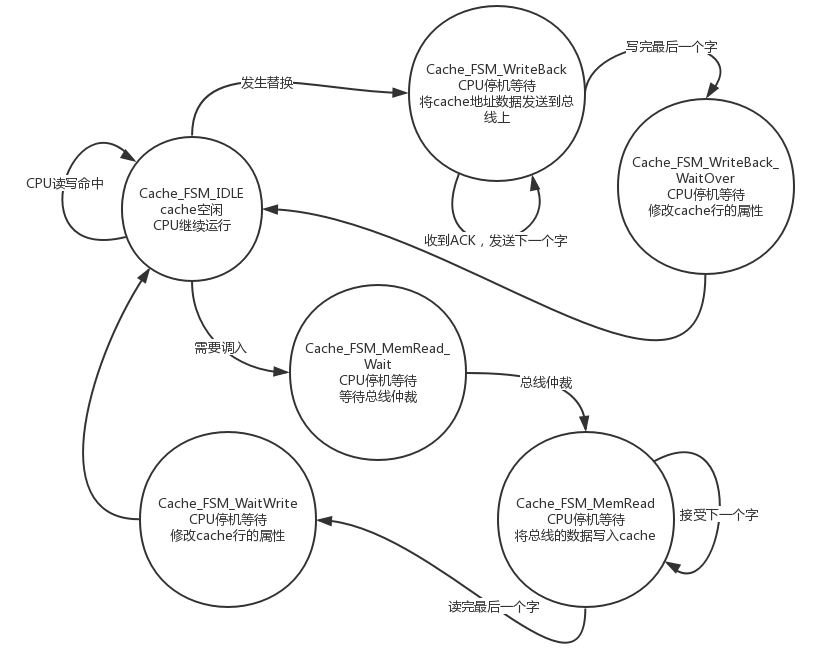 Cache_FSM_WriteBack
CPU停机等待
将cache地址数据发送到总
线上
写完最后一个字
发生替换
Cache_FSM_WriteBack_
WaitOver
CPU停机等待
修改cache行的属性
CPU读写命中
Cache_FSM_IDLE
cache空闲
CPU继续运行
收到ACK，发送下一个字
需要调入
Cache_FSM_MemRead_
Wait
CPU停机等待
等待总线仲裁
总线仲裁
Cache_FSM_WaitWrite
CPU停机等待
修改cache行的属性
Cache_FSM_MemRead
CPU停机等待
将总线的数据写入cache
接受下一个字
读完最后一个字